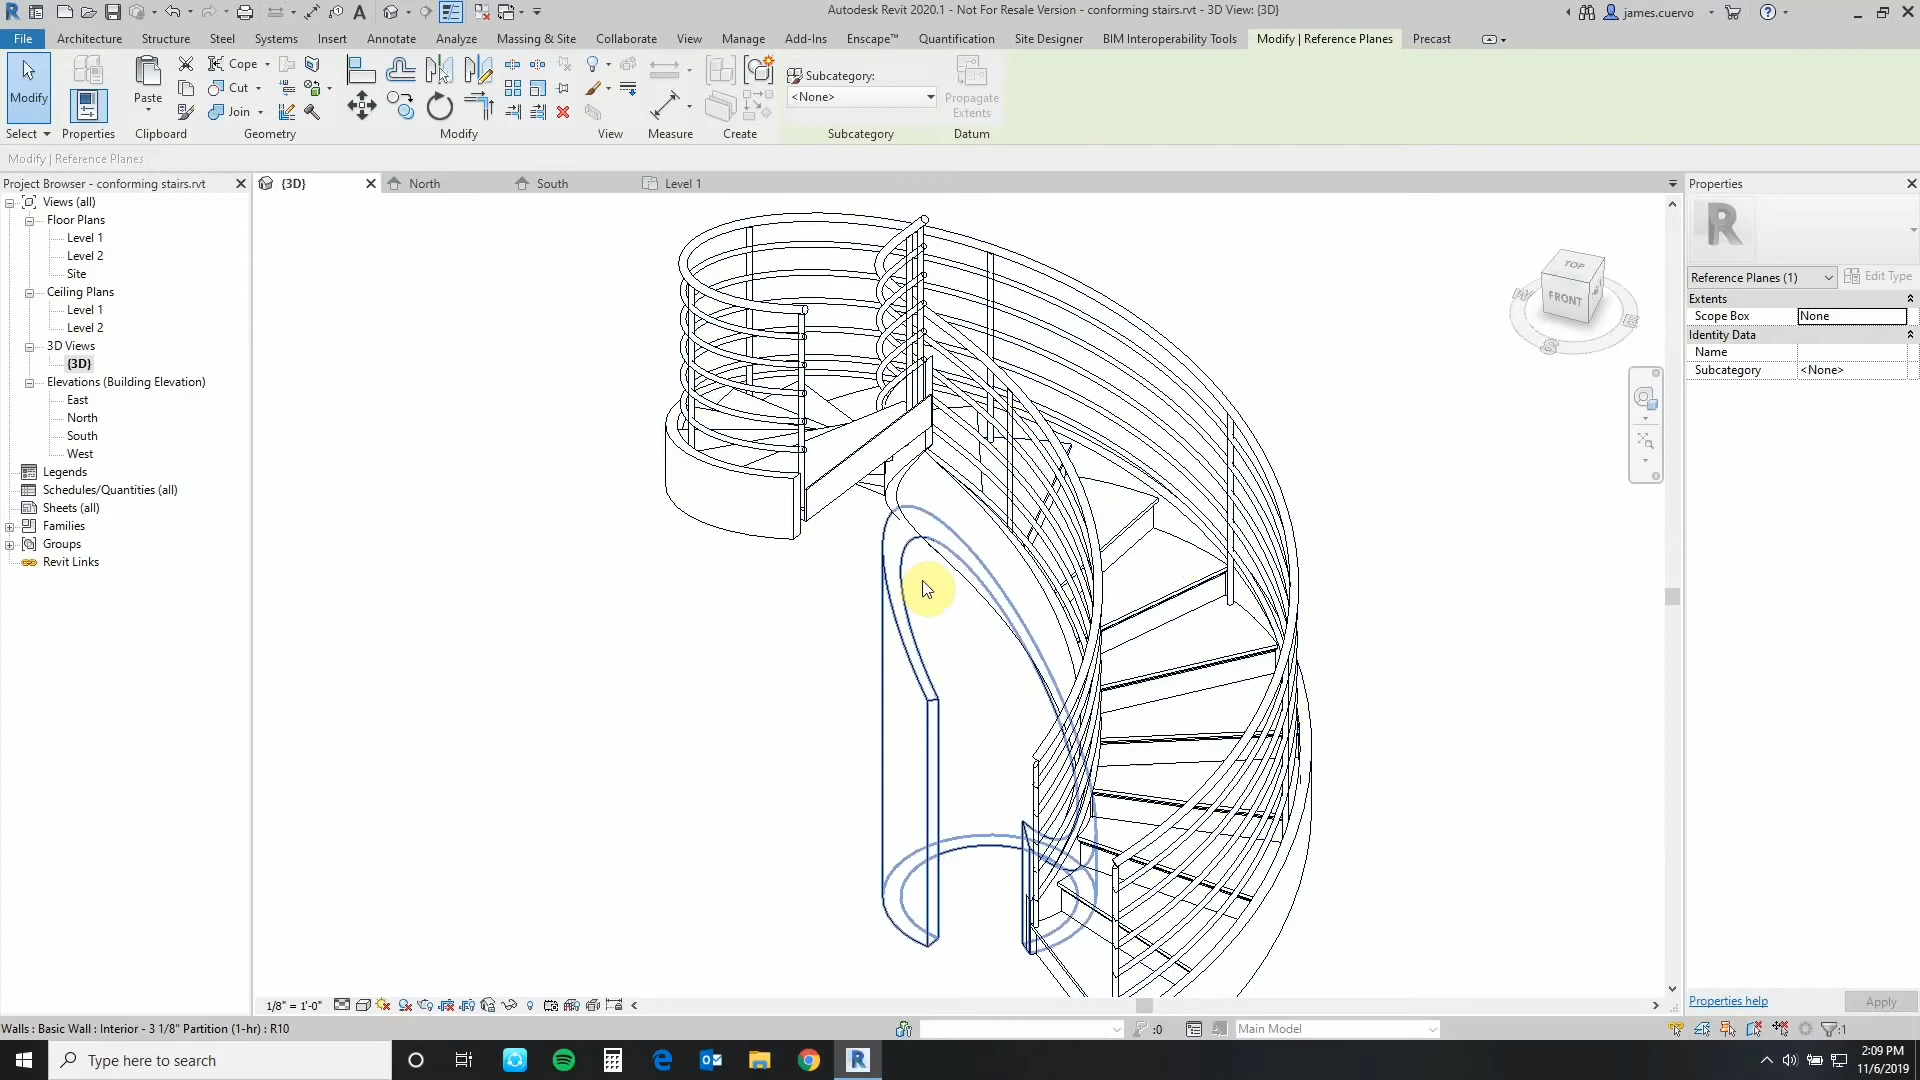 Autodesk Revit 2020.1 - Not For Resale Version - conforming stairs.rvt - 3D View: {3D}
james.cuervo
File Architecture Structure Steel Systems Insert Annotate Analyze Massing & Site Collaborate View Manage Add-Ins Enscape™ Quantification Site Designer BIM Interoperability Tools Modify | Reference Planes Precast
Modify
Paste
Cope
Cut
Join
Subcategory:
<None>
Propagate
Extents
Select Properties Clipboard Geometry Modify View Measure Create Subcategory Datum
Modify | Reference Planes
Project Browser - conforming stairs.rvt
{3D} North South Level 1
Properties
Views (all)
Floor Plans
Level 1
Level 2
Site
Ceiling Plans
Level 1
Level 2
3D Views
{3D}
Elevations (Building Elevation)
East
North
South
West
Legends
Schedules/Quantities (all)
Sheets (all)
Families
Groups
Revit Links
TOP
FRONT
W
S
E
R
Reference Planes (1)
Edit Type
Extents
Scope Box None
Identity Data
Name
Subcategory <None>
Properties help
Apply
1/8" = 1'-0"
Walls : Basic Wall : Interior - 3 1/8" Partition (1-hr) : R10
:0
Main Model
:1
Type here to search
2:09 PM
11/6/2019